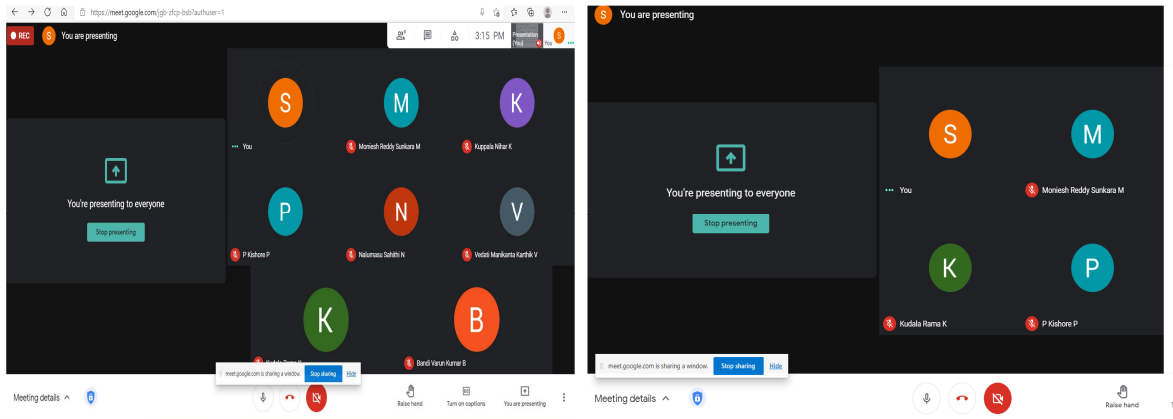 https://meet.google.com/jqb-zfcp-bsb?authuser=1
REC S You are presenting
3:15 PM
Presentation
(You)
You
S
S
M
K
You
Moniesh Reddy Sunkara M
Kuppala Nihar K
You're presenting to everyone
Stop presenting
P
N
V
P Kishore P
Nalumasu Sahithi N
Vedati Manikanta Karthik V
K
B
Kudala Rama K
Bandi Varun Kumar B
meet.google.com is sharing a window. Stop sharing Hide
Meeting details
Raise hand
Turn on captions
You are presenting
S You are presenting
S
M
You
Moniesh Reddy Sunkara M
You're presenting to everyone
Stop presenting
K
P
Kudala Rama K
P Kishore P
meet.google.com is sharing a window. Stop sharing Hide
Meeting details
Raise hand